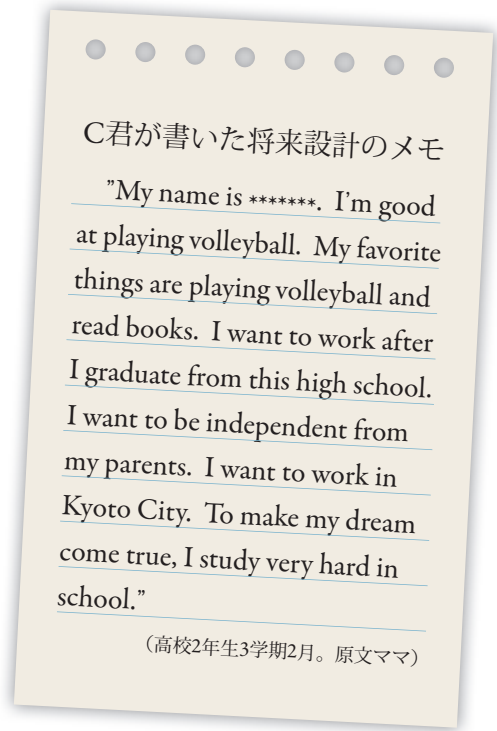 C君が書いた将来設計のメモ
”My name is *******. I’m good
at playing volleyball. My favorite
things are playing volleyball and
read books. I want to work after
I graduate from this high school.
I want to be independent from
my parents. I want to work in
Kyoto City. To make my dream
come true, I study very hard in
school.”
（高校2年生3学期2月。原文ママ）